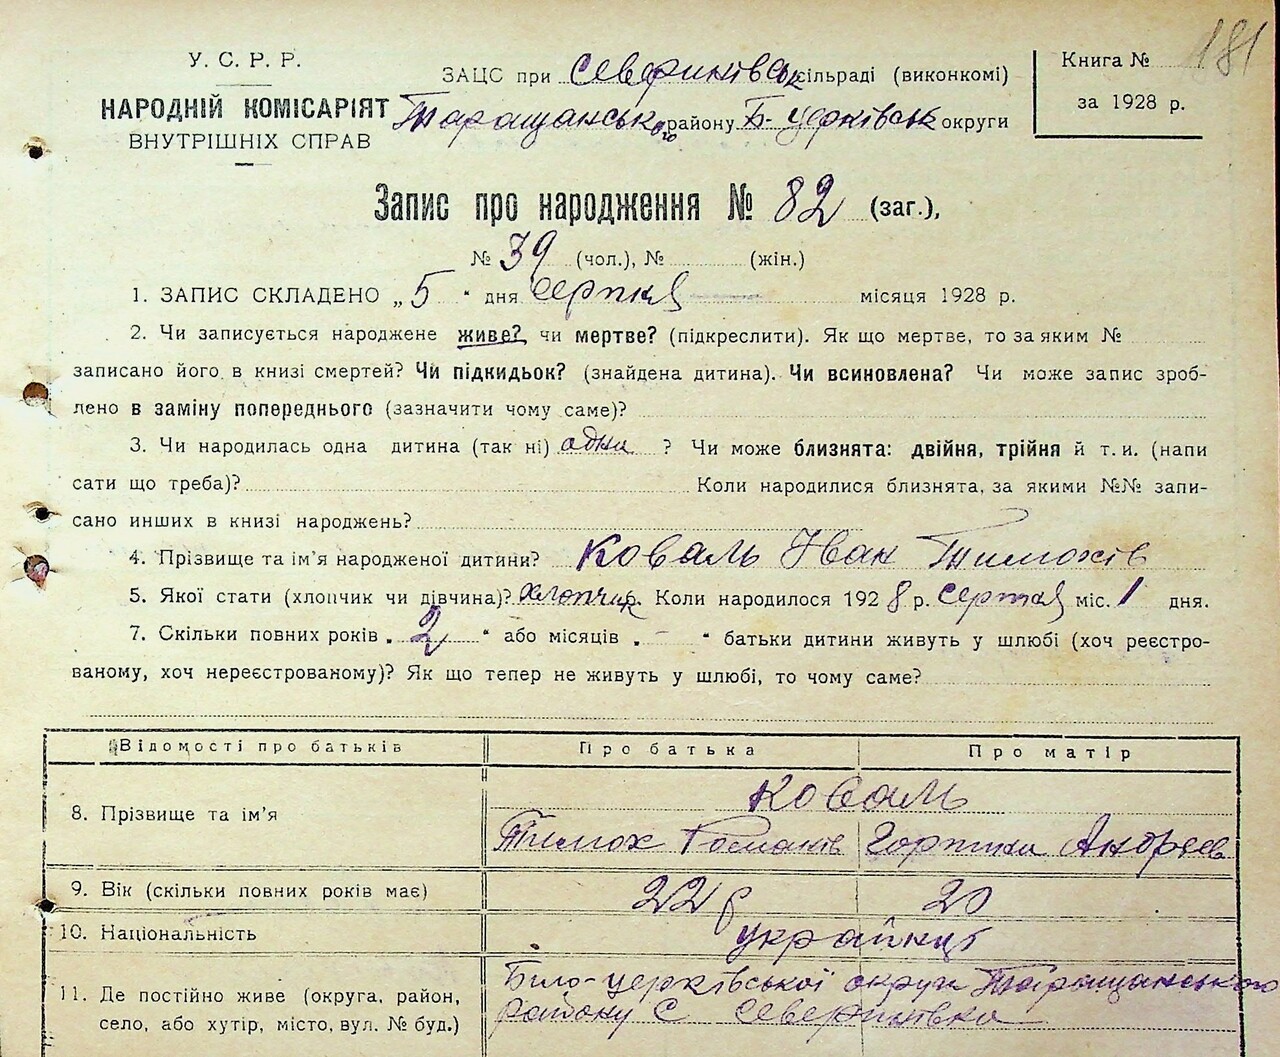 181
У. С. Р. Р.
НАРОДНІЙ КОМІСАРІЯТ
ВНУТРІШНІХ СПРАВ
ЗАЦС при Северинівськ сільраді (виконкомі)
Таращанського району Б-Церківськ округи
Книга №
за 1928 р.
Запис про народження № 82 (заг.),
№ 39 (чол.), № (жін.)
1. ЗАПИС СКЛАДЕНО „5“ дня серпня місяця 1928 р.
2. Чи записується народжене живе? чи мертве? (підкреслити). Як що мертве, то за яким №
записано його в книзі смертей? Чи підкидьок? (знайдена дитина). Чи всиновлена? Чи може запис зроб-
лено в заміну попереднього (зазначити чому саме)?
3. Чи народилась одна дитина (так ні) одна ? Чи може близнята: двійня, трійня й т. и. (напи
сати що треба)? Коли народилися близнята, за якими №№ запи-
сано инших в книзі народжень?
4. Прізвище та ім’я народженої дитини? Коваль Іван Тимохів
5. Якої стати (хлопчик чи дівчина)? хлопчик. Коли народилося 1928 р. серпня міс. 1 дня.
7. Скільки повних років „2“ або місяців „-“ батьки дитини живуть у шлюбі (хоч реєстро-
ваному, хоч нереєстрованому)? Як що тепер не живуть у шлюбі, то чому саме?
Відомості про батьків Про батька Про матір
8. Прізвище та ім’я Коваль
Тимох Романів Горпина Андреєв
9. Вік (скільки повних років має) 22 р 20
10. Національність українці
11. Де постійно живе (округа, район,
село, або хутір, місто, вул. № буд.)
Біло-церківської округи Таращанського
району С Северинівка